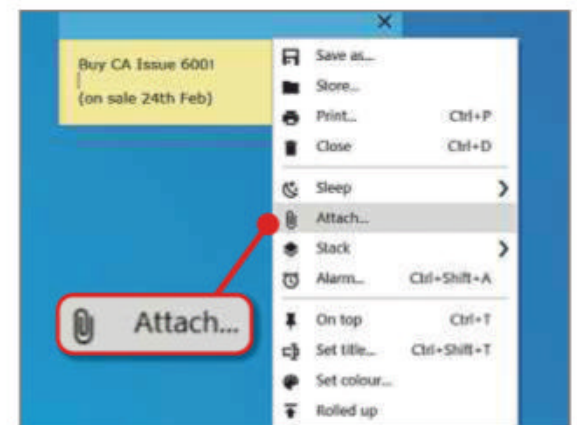 Buy CA Issue 6001
(on sale 24th Feb)
Save as...
Store...
Print... Ctrl+P
Close Ctrl+D
Sleep
Attach...
Stack
Alarm... Ctrl+Shift+A
On top Ctrl+T
Set title... Ctrl+Shift+T
Set colour...
Rolled up
Attach...